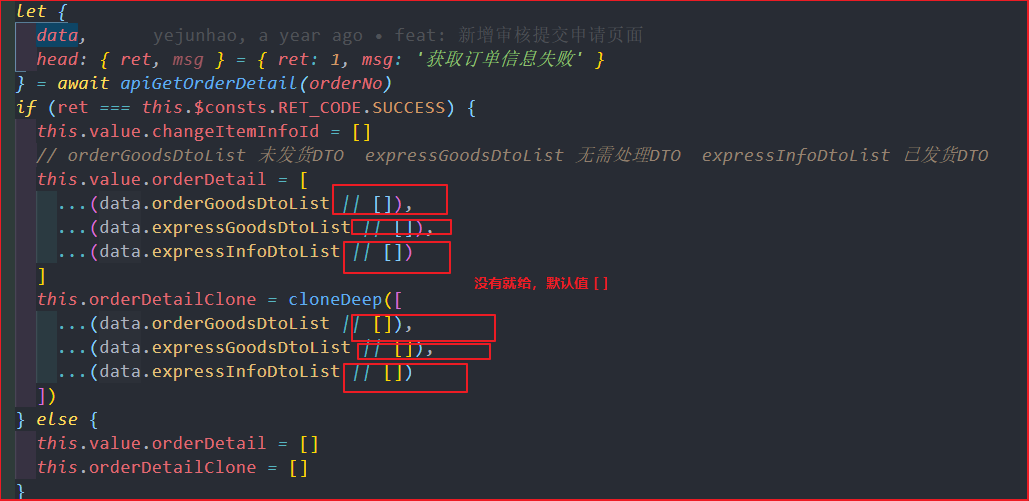 let {
data, yejunhao, a year ago • feat: 新增审核提交申请页面
head: { ret, msg } = { ret: 1, msg: '获取订单信息失败' }
} = await apiGetOrderDetail(orderNo)
if (ret === this.$consts.RET_CODE.SUCCESS) {
this.value.changeItemInfoId = []
// orderGoodsDtoList 未发货DTO expressGoodsDtoList 无需处理DTO expressInfoDtoList 已发货DTO
this.value.orderDetail = [
...(data.orderGoodsDtoList || []),
...(data.expressGoodsDtoList || []),
...(data.expressInfoDtoList || [])
]
没有就给，默认值 [ ]
this.orderDetailClone = cloneDeep([
...(data.orderGoodsDtoList || []),
...(data.expressGoodsDtoList || []),
...(data.expressInfoDtoList || [])
])
} else {
this.value.orderDetail = []
this.orderDetailClone = []
}